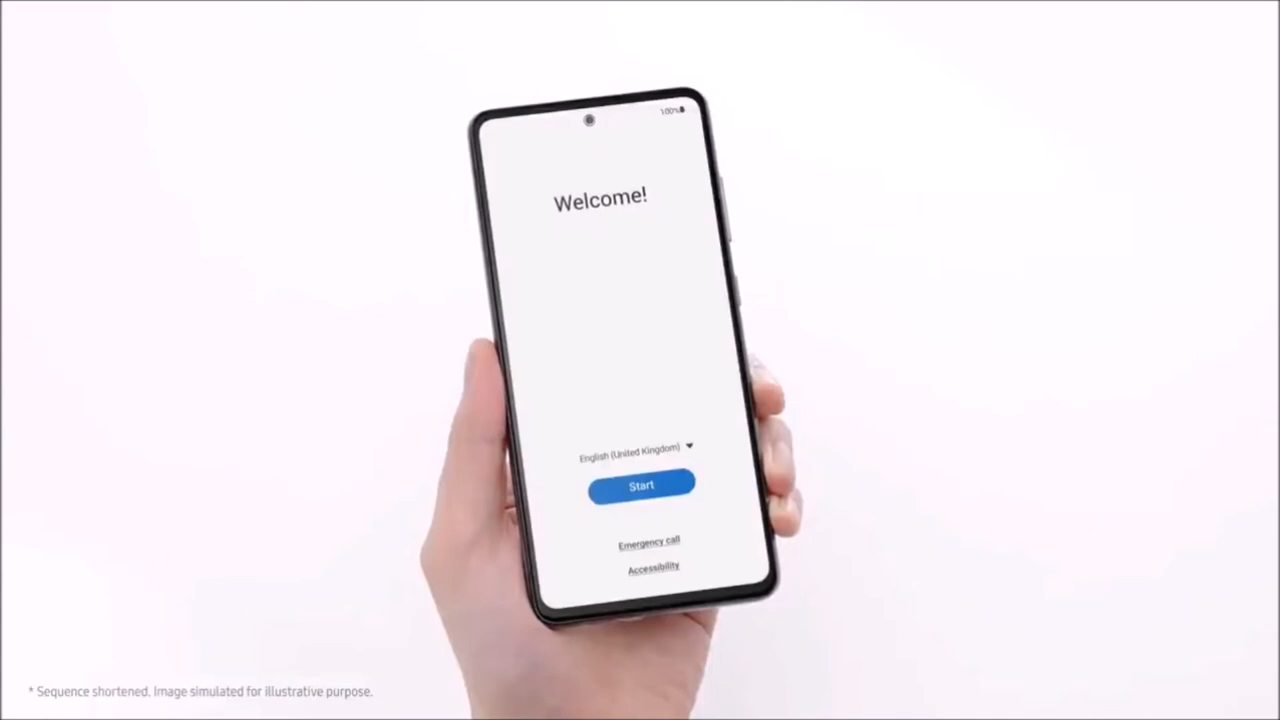 100%
Welcome!
English (United Kingdom)
Start
Emergency call
Accessibility
* Sequence shortened. Image simulated for illustrative purpose.